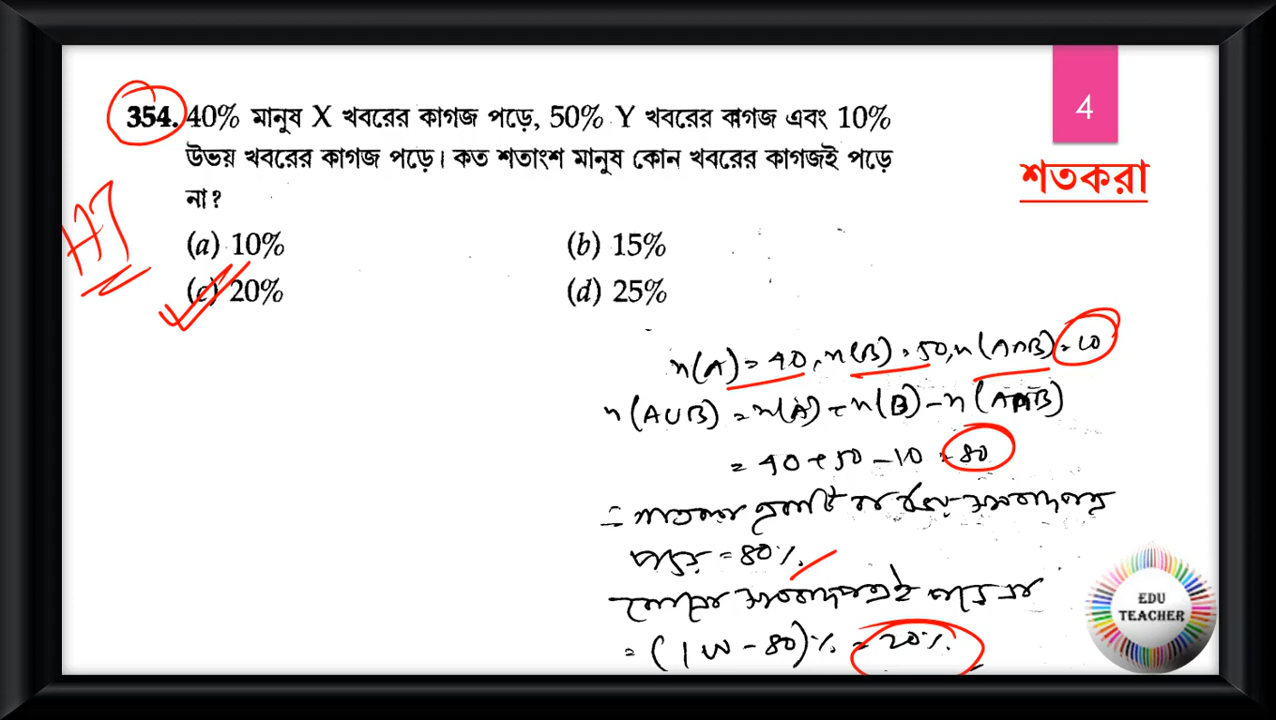 4
শতকরা
354. 40% মানুষ X খবরের কাগজ পড়ে, 50% Y খবরের কাগজ এবং 10%
উভয় খবরের কাগজ পড়ে। কত শতাংশ মানুষ কোন খবরের কাগজই পড়ে
না?
(a) 10% (b) 15%
(c) 20% (d) 25%
n(A) = 40, n(B) = 50, n(A∩B) = 10
n(A∪B) = n(A) + n(B) - n(A∩B)
= 40 + 50 - 10 = 80
= 80%
= (100 - 80)% = 20%
EDU
TEACHER